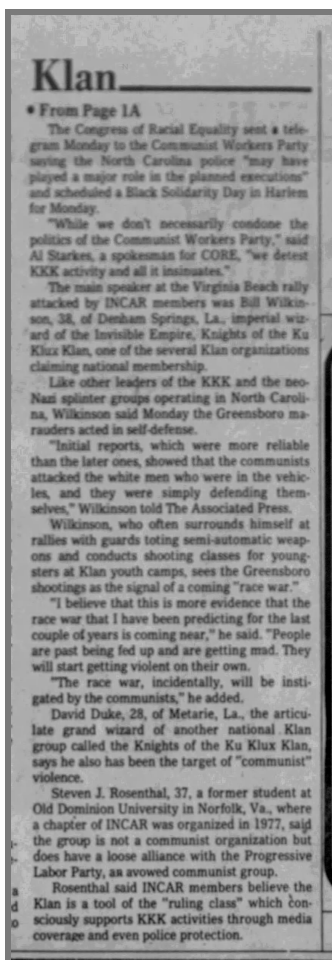 Klan
• From Page 1A
The Congress of Racial Equality sent a tele-
gram Monday to the Communist Workers Party
saying the North Carolina police "may have
played a major role in the planned executions"
and scheduled a Black Solidarity Day in Harlem
for Monday.
"While we don't necessarily condone the
politics of the Communist Workers Party," said
Al Starkes, a spokesman for CORE, "we detest
KKK activity and all it insinuates."
The main speaker at the Virginia Beach rally
attacked by INCAR members was Bill Wilkin-
son, 38, of Denham Springs, La., imperial wiz-
ard of the Invisible Empire, Knights of the Ku
Klux Klan, one of the several Klan organizations
claiming national membership.
Like other leaders of the KKK and the neo-
Nazi splinter groups operating in North Caroli-
na, Wilkinson said Monday the Greensboro ma-
rauders acted in self-defense.
"Initial reports, which were more reliable
than the later ones, showed that the communists
attacked the white men who were in the vehic-
les, and they were simply defending them-
selves," Wilkinson told The Associated Press.
Wilkinson, who often surrounds himself at
rallies with guards toting semi-automatic weap-
ons and conducts shooting classes for young-
sters at Klan youth camps, sees the Greensboro
shootings as the signal of a coming "race war."
"I believe that this is more evidence that the
race war that I have been predicting for the last
couple of years is coming near," he said. "People
are past being fed up and are getting mad. They
will start getting violent on their own.
"The race war, incidentally, will be insti-
gated by the communists," he added.
David Duke, 28, of Metarie, La., the articu-
late grand wizard of another national Klan
group called the Knights of the Ku Klux Klan,
says he also has been the target of "communist"
violence.
Steven J. Rosenthal, 37, a former student at
Old Dominion University in Norfolk, Va., where
a chapter of INCAR was organized in 1977, said
the group is not a communist organization but
does have a loose alliance with the Progressive
Labor Party, an avowed communist group.
Rosenthal said INCAR members believe the
Klan is a tool of the "ruling class" which con-
sciously supports KKK activities through media
coverage and even police protection.